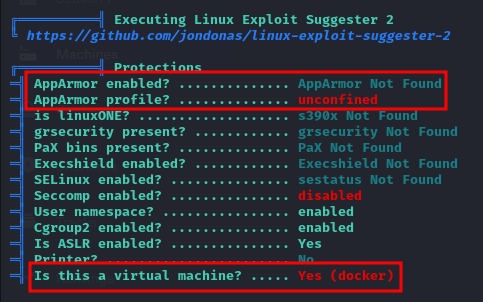 Executing Linux Exploit Suggester 2
https://github.com/jondonas/linux-exploit-suggester-2
Protections
AppArmor enabled? .............. AppArmor Not Found
AppArmor profile? .............. unconfined
is linuxONE? ................... s390x Not Found
grsecurity present? ............ grsecurity Not Found
PaX bins present? .............. PaX Not Found
Execshield enabled? ............ Execshield Not Found
SELinux enabled? ............... sestatus Not Found
Seccomp enabled? ............... disabled
User namespace? ................ enabled
Cgroup2 enabled? ............... enabled
Is ASLR enabled? ............... Yes
Printer? ....................... No
Is this a virtual machine? ..... Yes (docker)